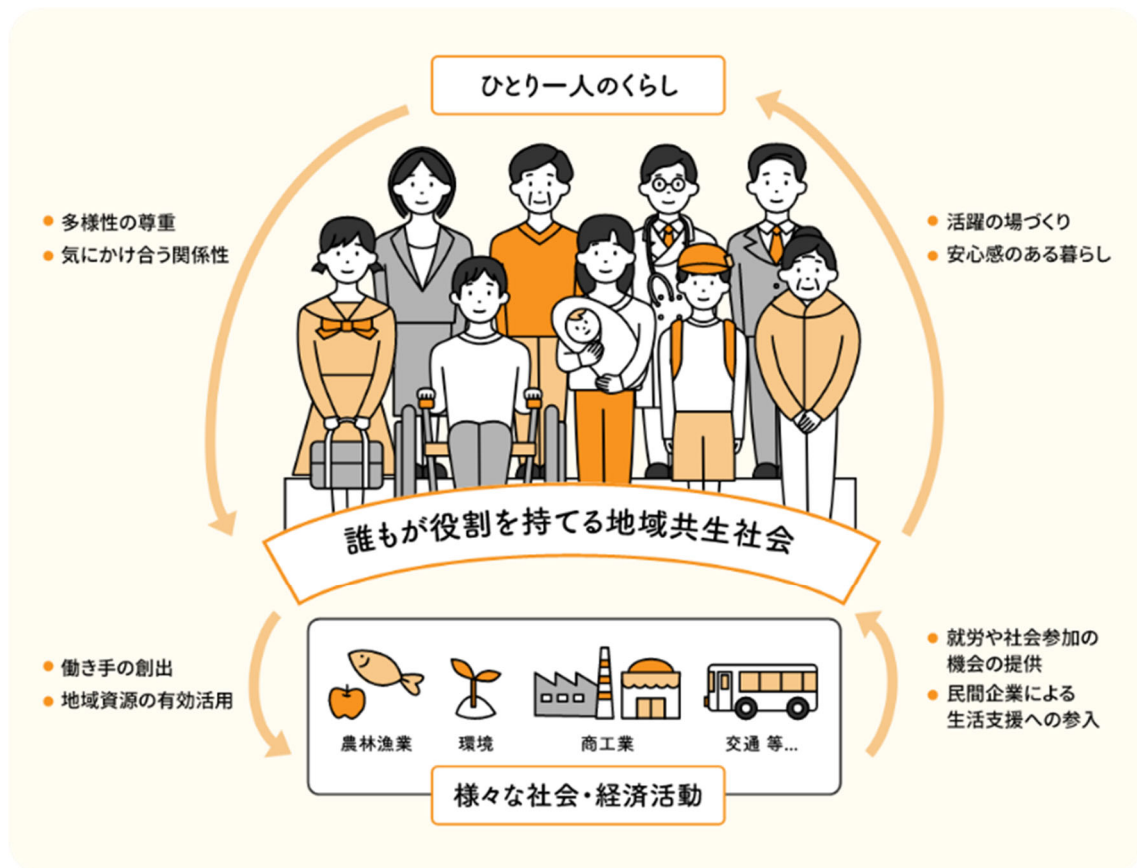 ひとり一人のくらし
多様性の尊重
気にかけ合う関係性
活躍の場づくり
安心感のある暮らし
誰もが役割を持てる地域共生社会
働き手の創出
地域資源の有効活用
就労や社会参加の
機会の提供
民間企業による
生活支援への参入
農林漁業
環境
商工業
交通 等...
様々な社会・経済活動